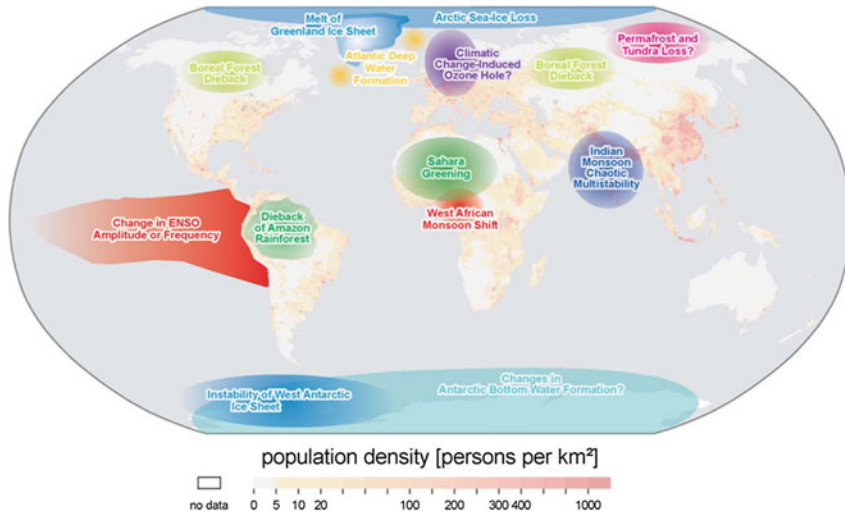 Melt of
Greenland Ice Sheet
Arctic Sea-Ice Loss
Atlantic Deep
Water
Formation
Climatic
Change-Induced
Ozone Hole?
Permafrost and
Tundra Loss?
Boreal Forest
Dieback
Boreal Forest
Dieback
Sahara
Greening
Indian
Monsoon
Chaotic
Multistability
West African
Monsoon Shift
Change in ENSO
Amplitude or Frequency
Dieback
of Amazon
Rainforest
Instability of West Antarctic
Ice Sheet
Changes in
Antarctic Bottom Water Formation?
population density [persons per km²]
no data
0 5 10 20 100 200 300 400 1000